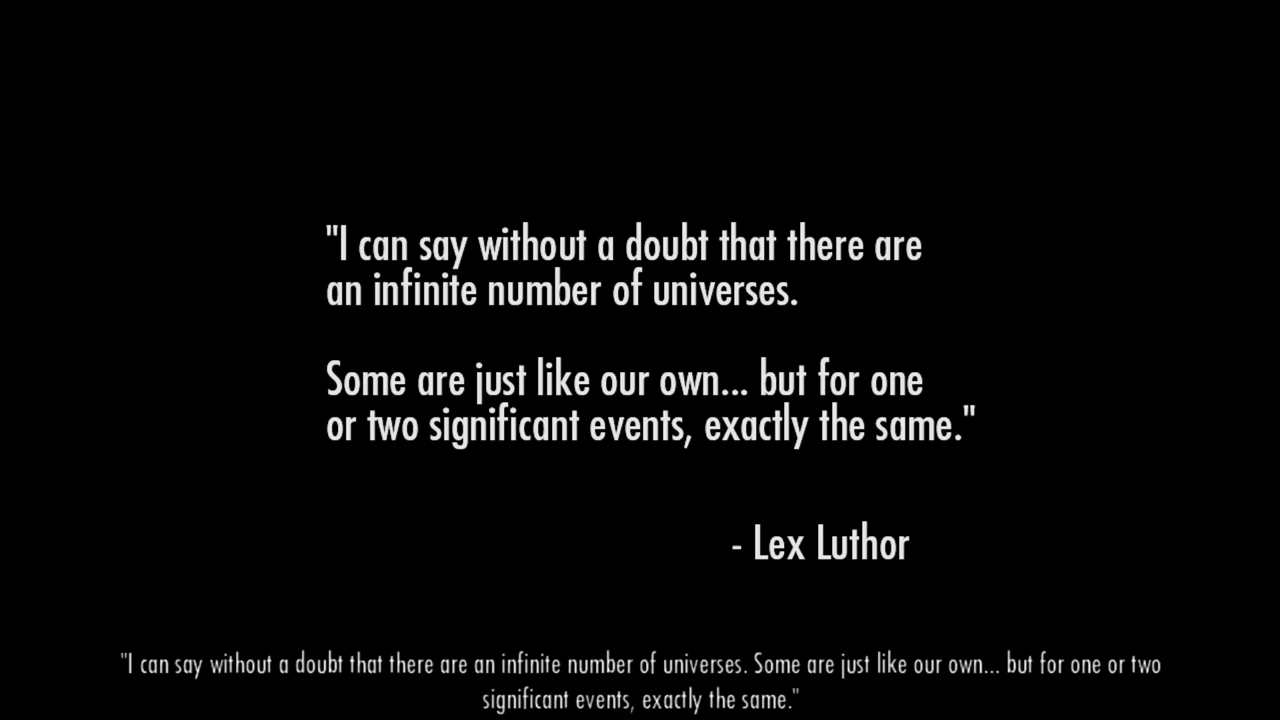 "I can say without a doubt that there are
an infinite number of universes.
Some are just like our own... but for one
or two significant events, exactly the same."
- Lex Luthor
"I can say without a doubt that there are an infinite number of universes. Some are just like our own... but for one or two
significant events, exactly the same."